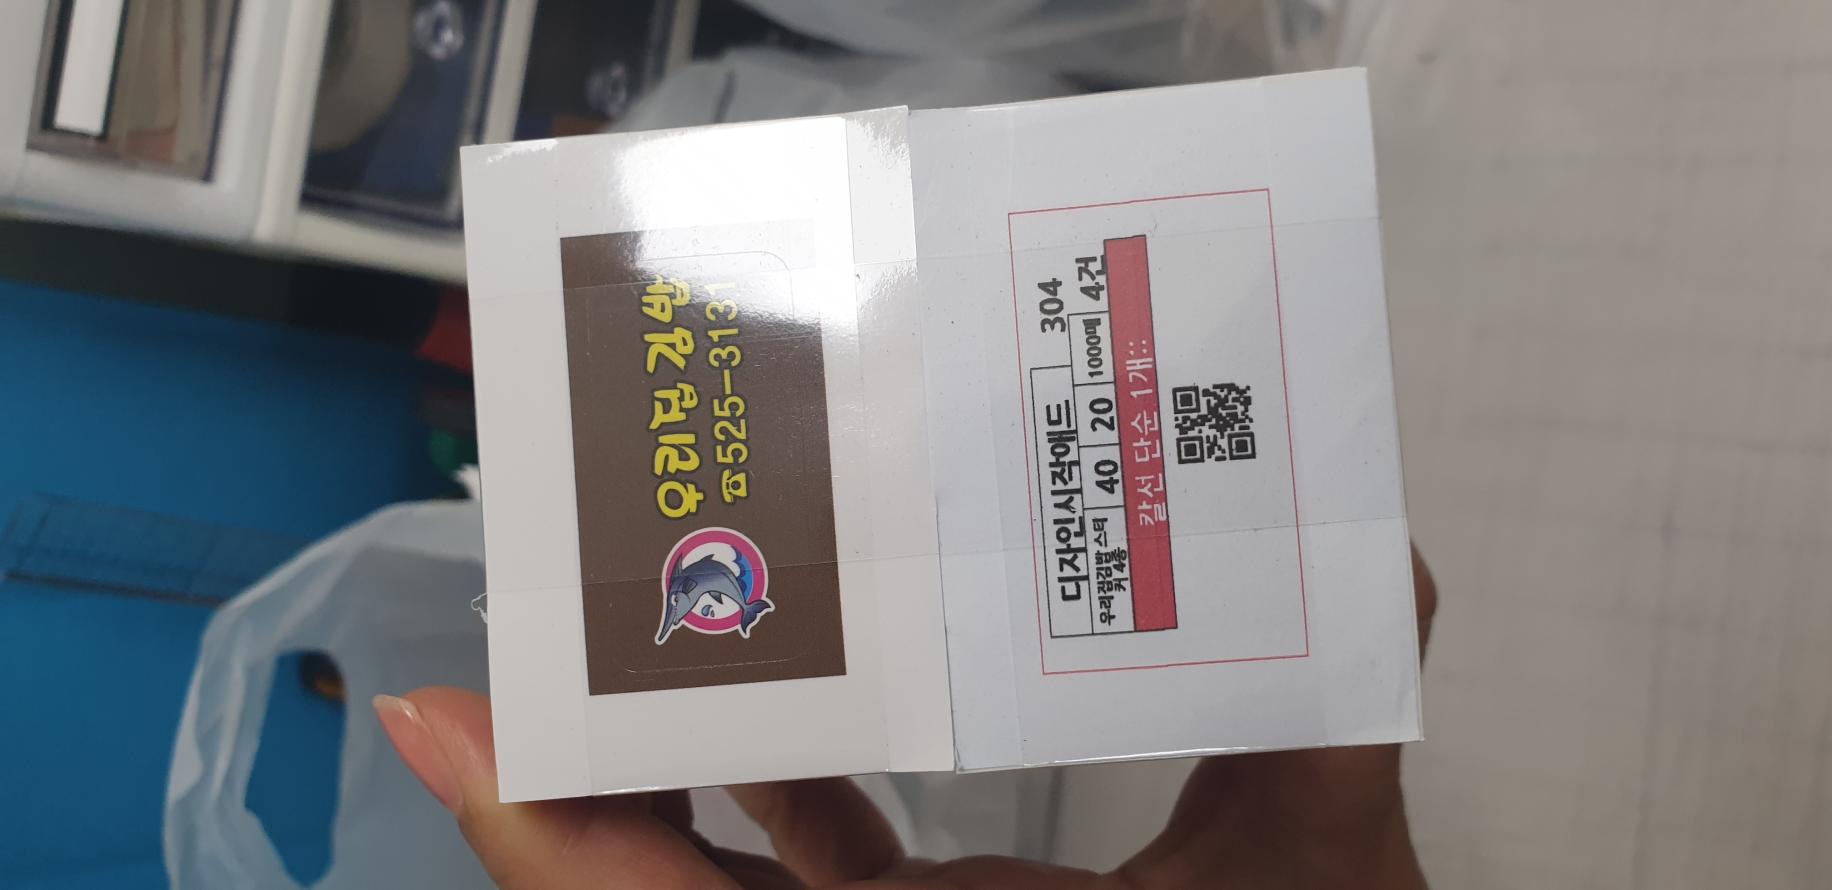 우리집김밥
☎525-3131
디자인시작애드
304
우리집김밥 스티
커 4종
40
20
1000매
4건
칼선 단순 1개::